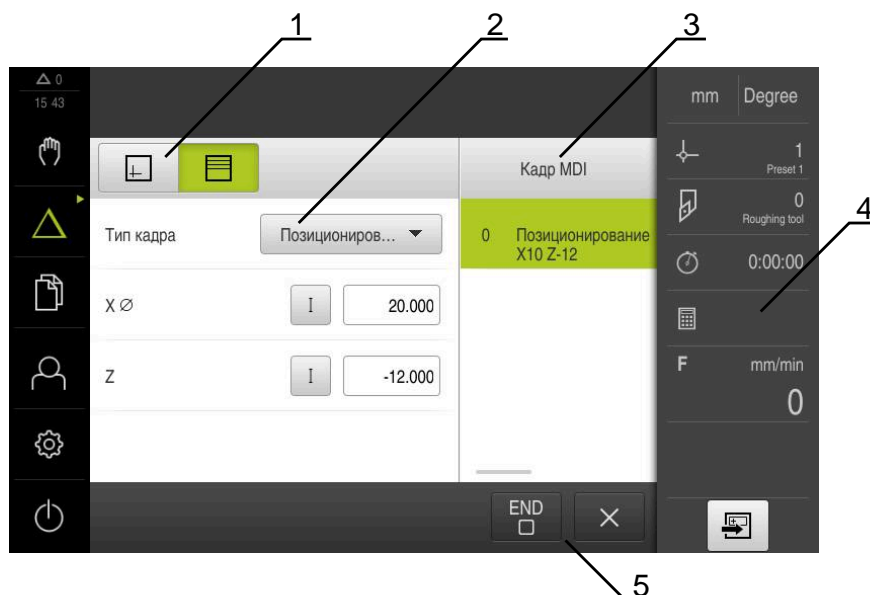 1 2 3
0
15 43
mm Degree
1
Preset 1
Кадр MDI
0
Roughing tool
4
Тип кадра Позициониров...
0 Позиционирование
X10 Z-12
0:00:00
X Ø I 20.000
F mm/min
0
Z I -12.000
END
5